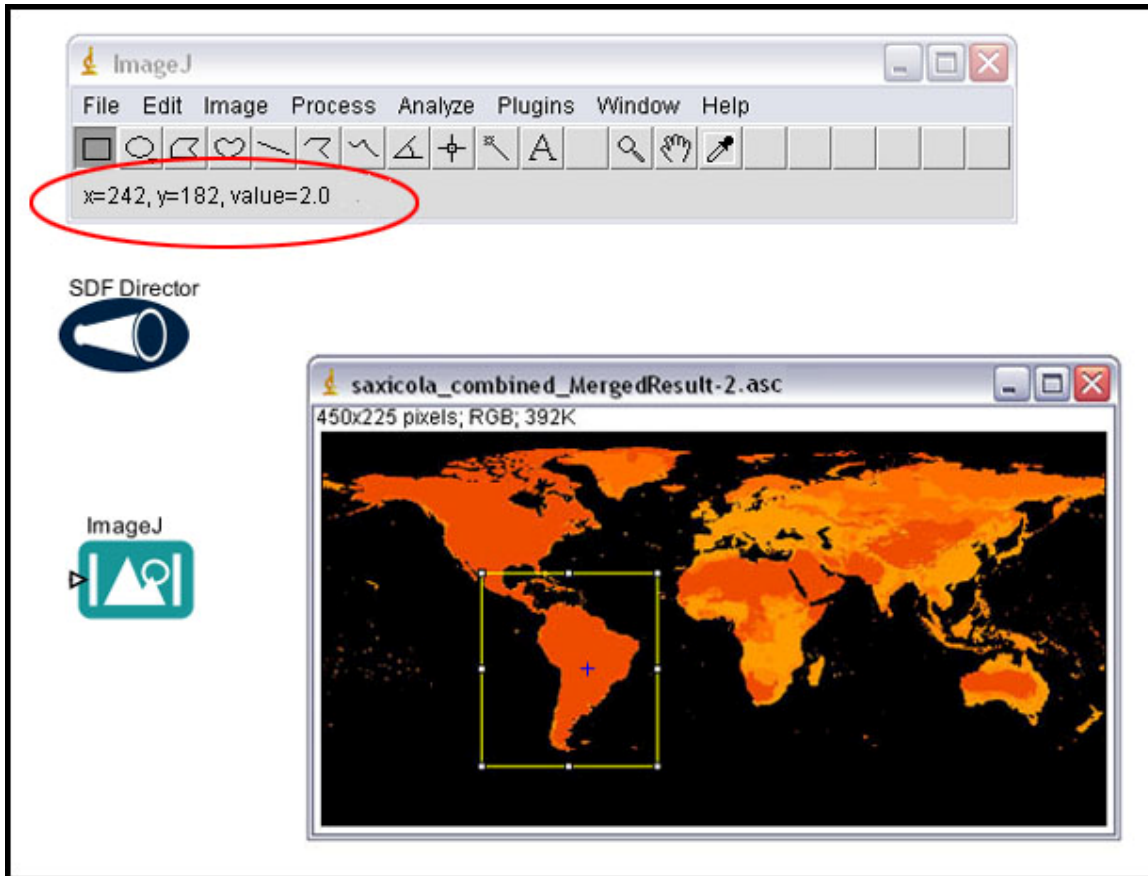 ImageJ
File Edit Image Process Analyze Plugins Window Help
A
x=242, y=182, value=2.0
SDF Director
saxicola_combined_MergedResult-2.asc
450x225 pixels; RGB; 392K
ImageJ